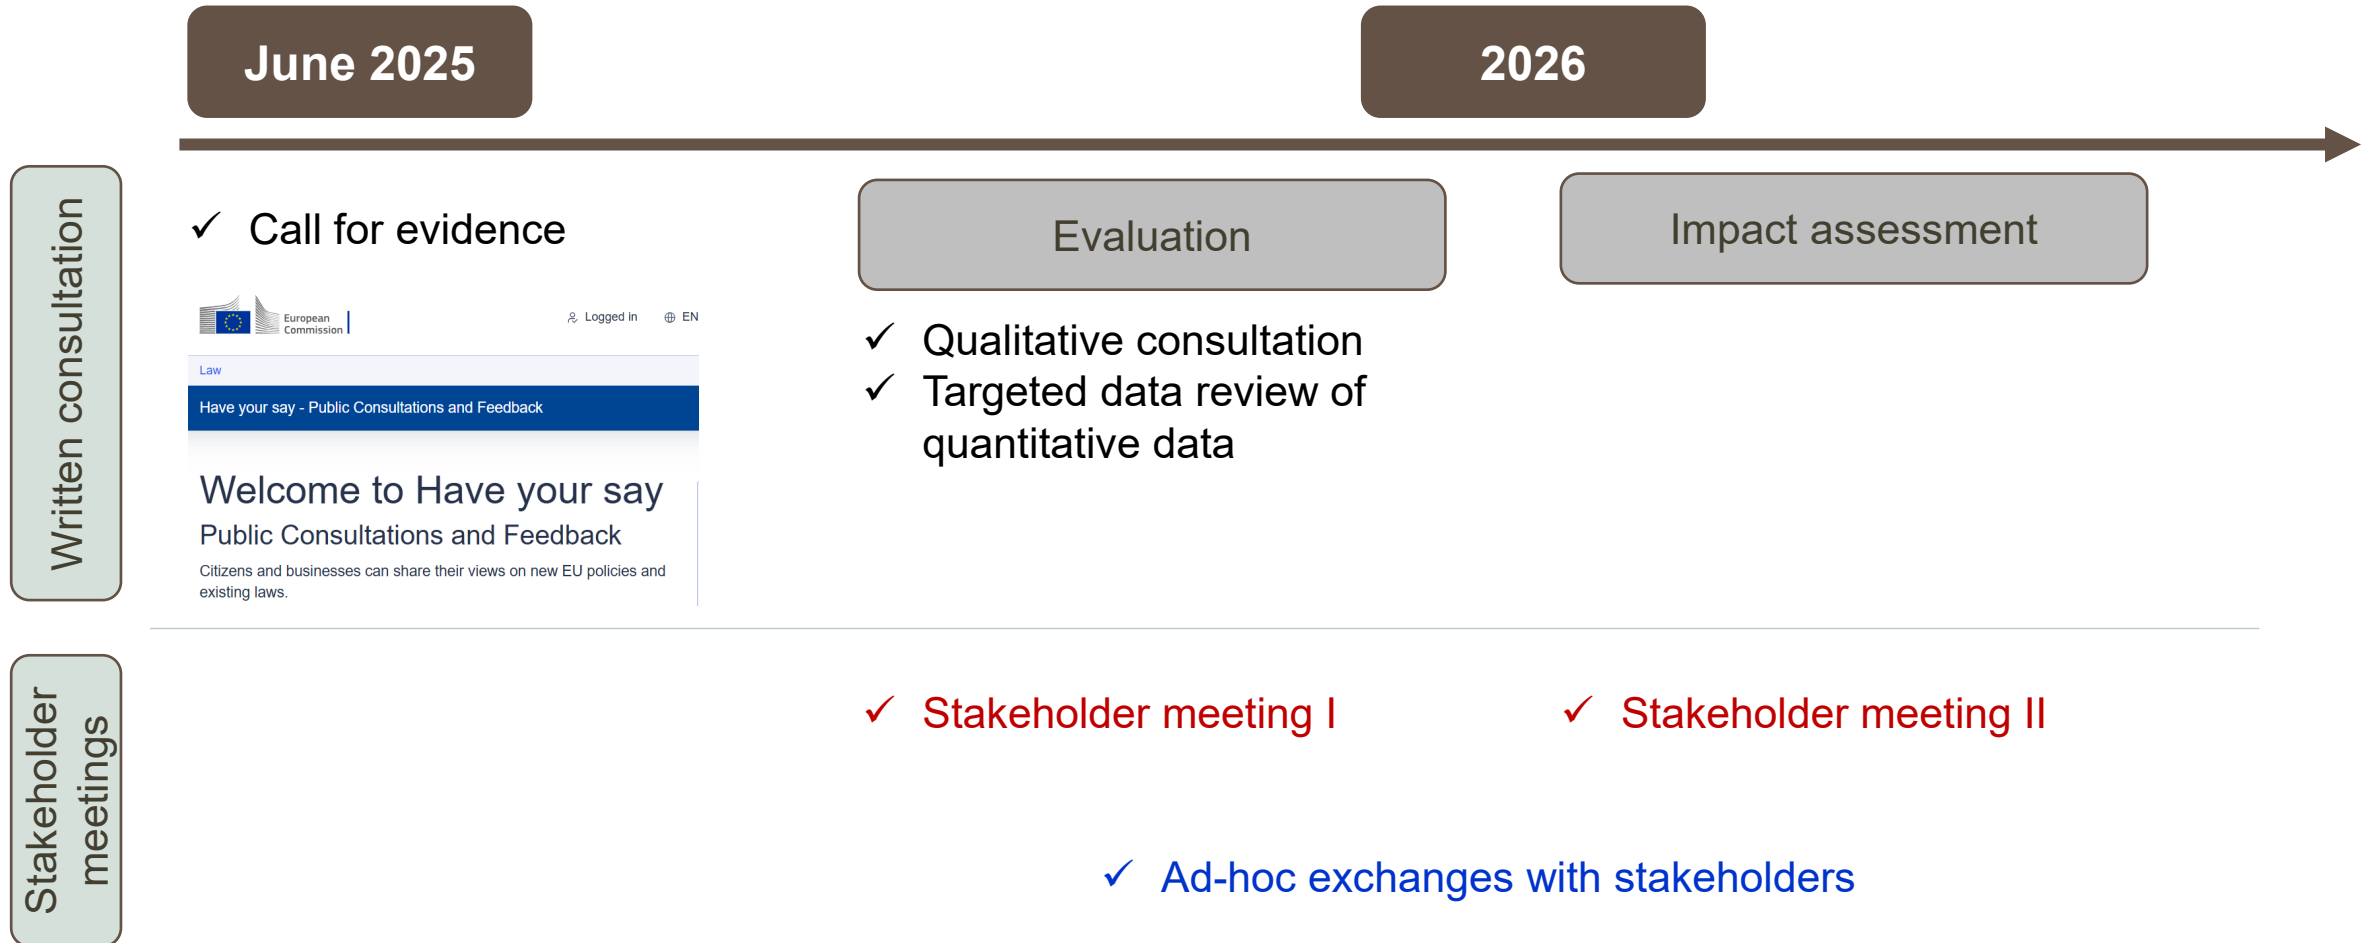 June 2025
2026
Written consultation
✓ Call for evidence
European
Commission
Logged in
EN
Law
Have your say - Public Consultations and Feedback
Welcome to Have your say
Public Consultations and Feedback
Citizens and businesses can share their views on new EU policies and
existing laws.
Evaluation
✓ Qualitative consultation
✓ Targeted data review of
quantitative data
Impact assessment
Stakeholder
meetings
✓ Stakeholder meeting I
✓ Stakeholder meeting II
✓ Ad-hoc exchanges with stakeholders